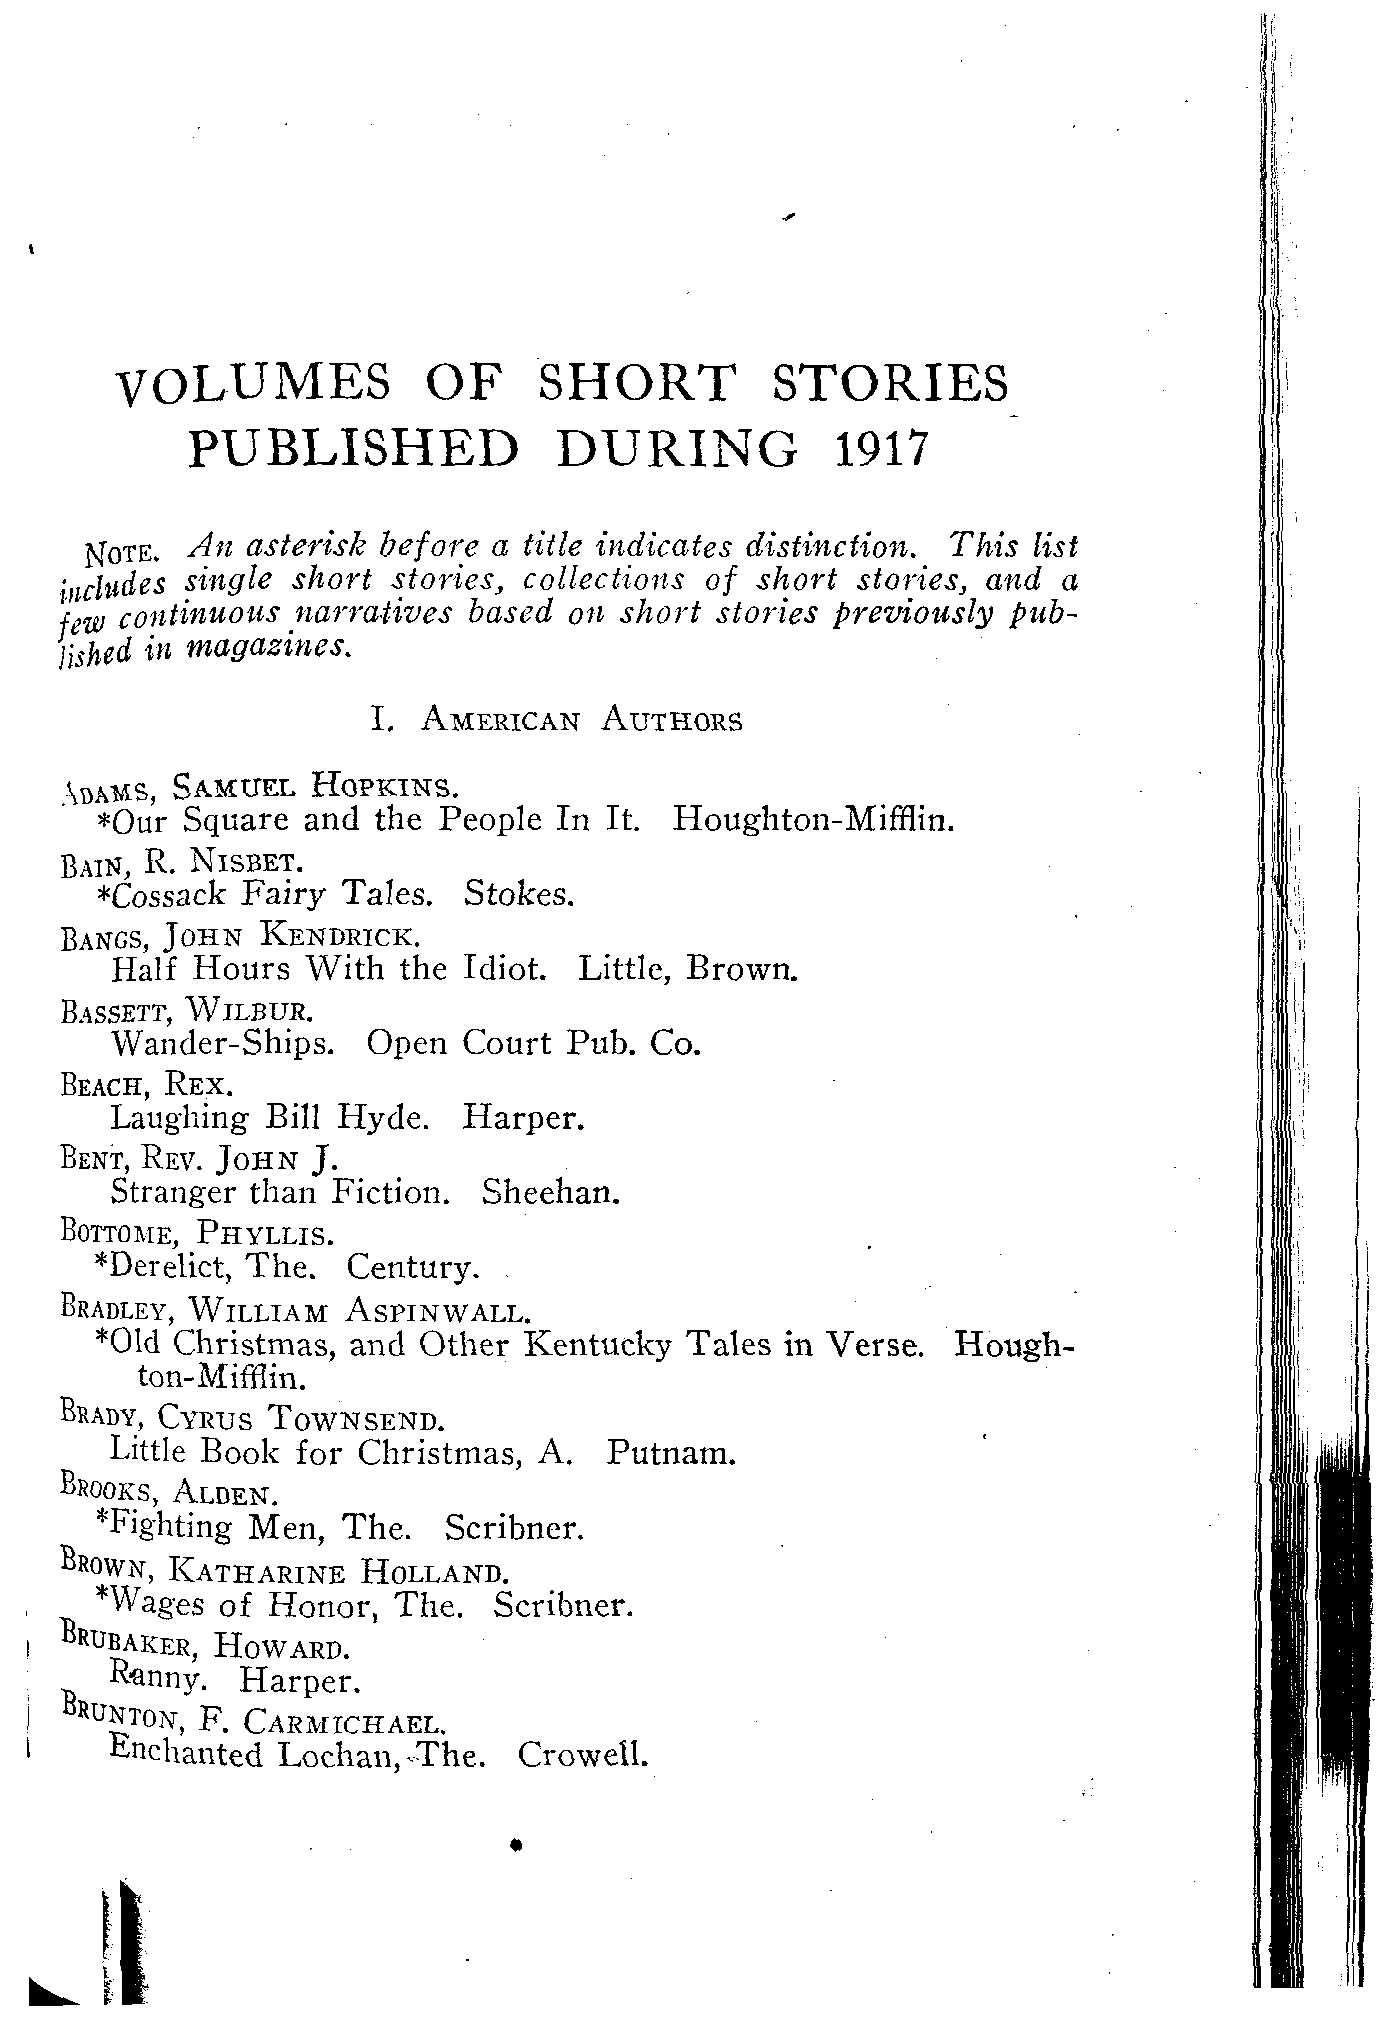 VOLUMES OF SHORT STORIES
PUBLISHED DURING 1917
NOTE. An asterisk before a title indicates distinction. This list
includes single short stories, collections of short stories, and a
few continuous narratives based on short stories previously pub-
lished in magazines.
I. AMERICAN AUTHORS
ADAMS, SAMUEL HOPKINS.
*Our Square and the People In It. Houghton-Mifflin.
BAIN, R. NISBET.
*Cossack Fairy Tales. Stokes.
BANGS, JOHN KENDRICK.
Half Hours With the Idiot. Little, Brown.
BASSETT, WILBUR.
Wander-Ships. Open Court Pub. Co.
BEACH, REX.
Laughing Bill Hyde. Harper.
BENT, REV. JOHN J.
Stranger than Fiction. Sheehan.
BOTTOME, PHYLLIS.
*Derelict, The. Century.
BRADLEY, WILLIAM ASPINWALL.
*Old Christmas, and Other Kentucky Tales in Verse. Hough-
ton-Mifflin.
BRADY, CYRUS TOWNSEND.
Little Book for Christmas, A. Putnam.
BROOKS, ALDEN.
*Fighting Men, The. Scribner.
BROWN, KATHARINE HOLLAND.
*Wages of Honor, The. Scribner.
BRUBAKER, HOWARD.
Ranny. Harper.
BRUNTON, F. CARMICHAEL.
Enchanted Lochan, The. Crowell.